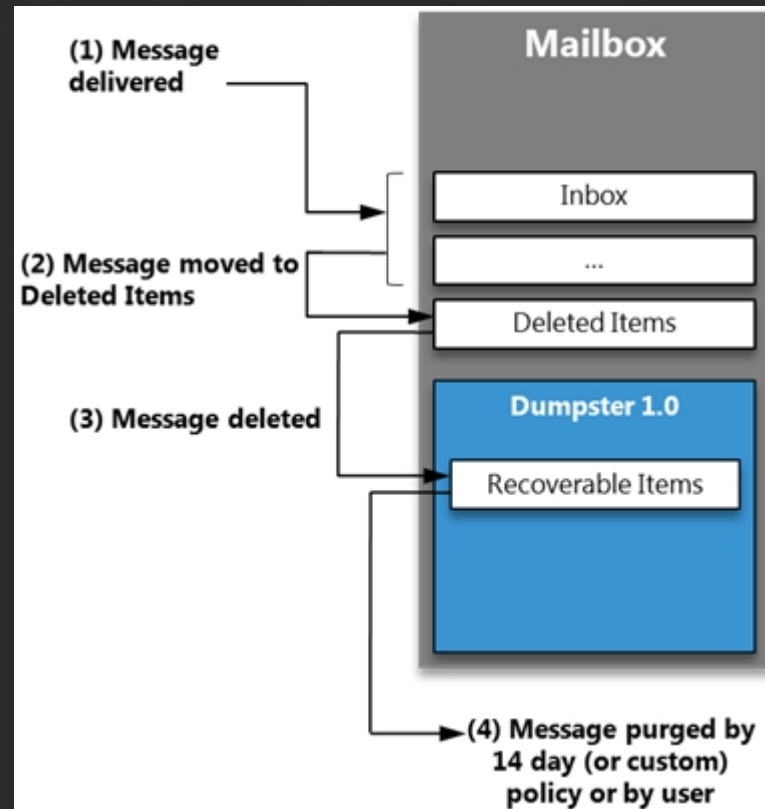 Mailbox
(1) Message
delivered
Inbox
...
(2) Message moved to
Deleted Items
Deleted Items
Dumpster 1.0
(3) Message deleted
Recoverable Items
(4) Message purged by
14 day (or custom)
policy or by user